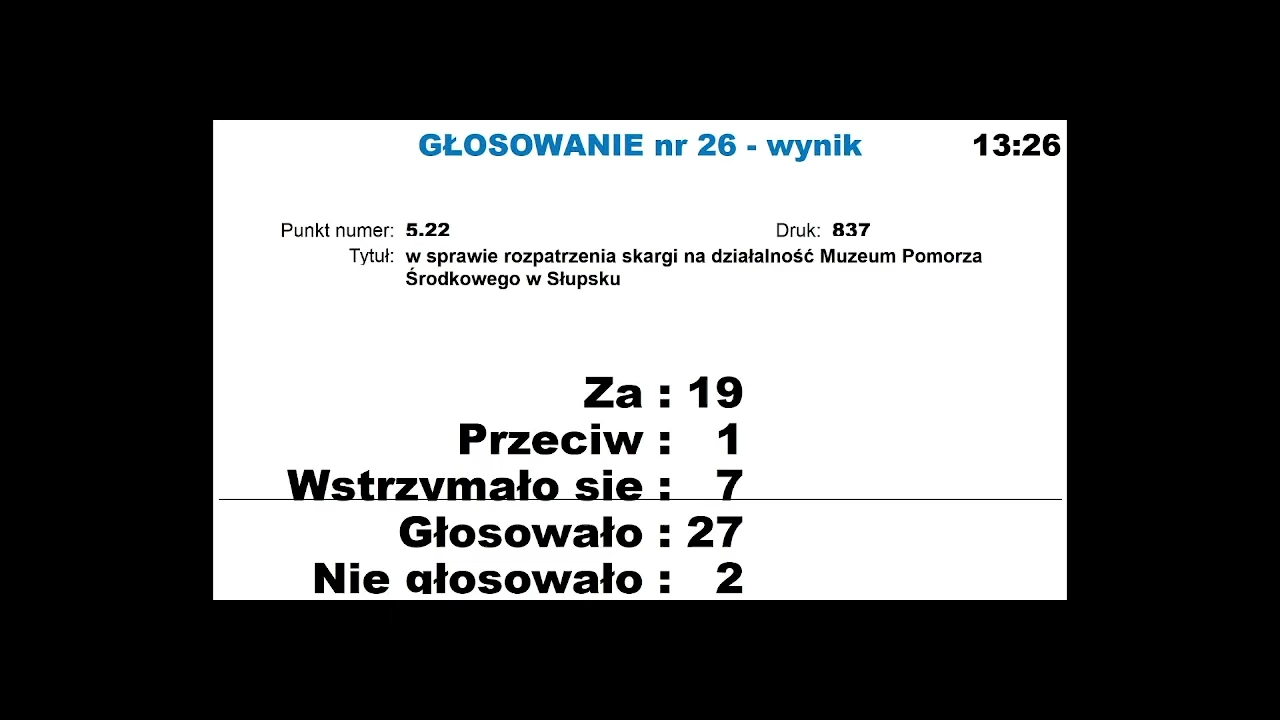 GŁOSOWANIE nr 26 - wynik 13:26
Punkt numer: 5.22 Druk: 837
Tytuł: w sprawie rozpatrzenia skargi na działalność Muzeum Pomorza
Środkowego w Słupsku
Za : 19
Przeciw : 1
Wstrzymało się : 7
Głosowało : 27
Nie głosowało : 2